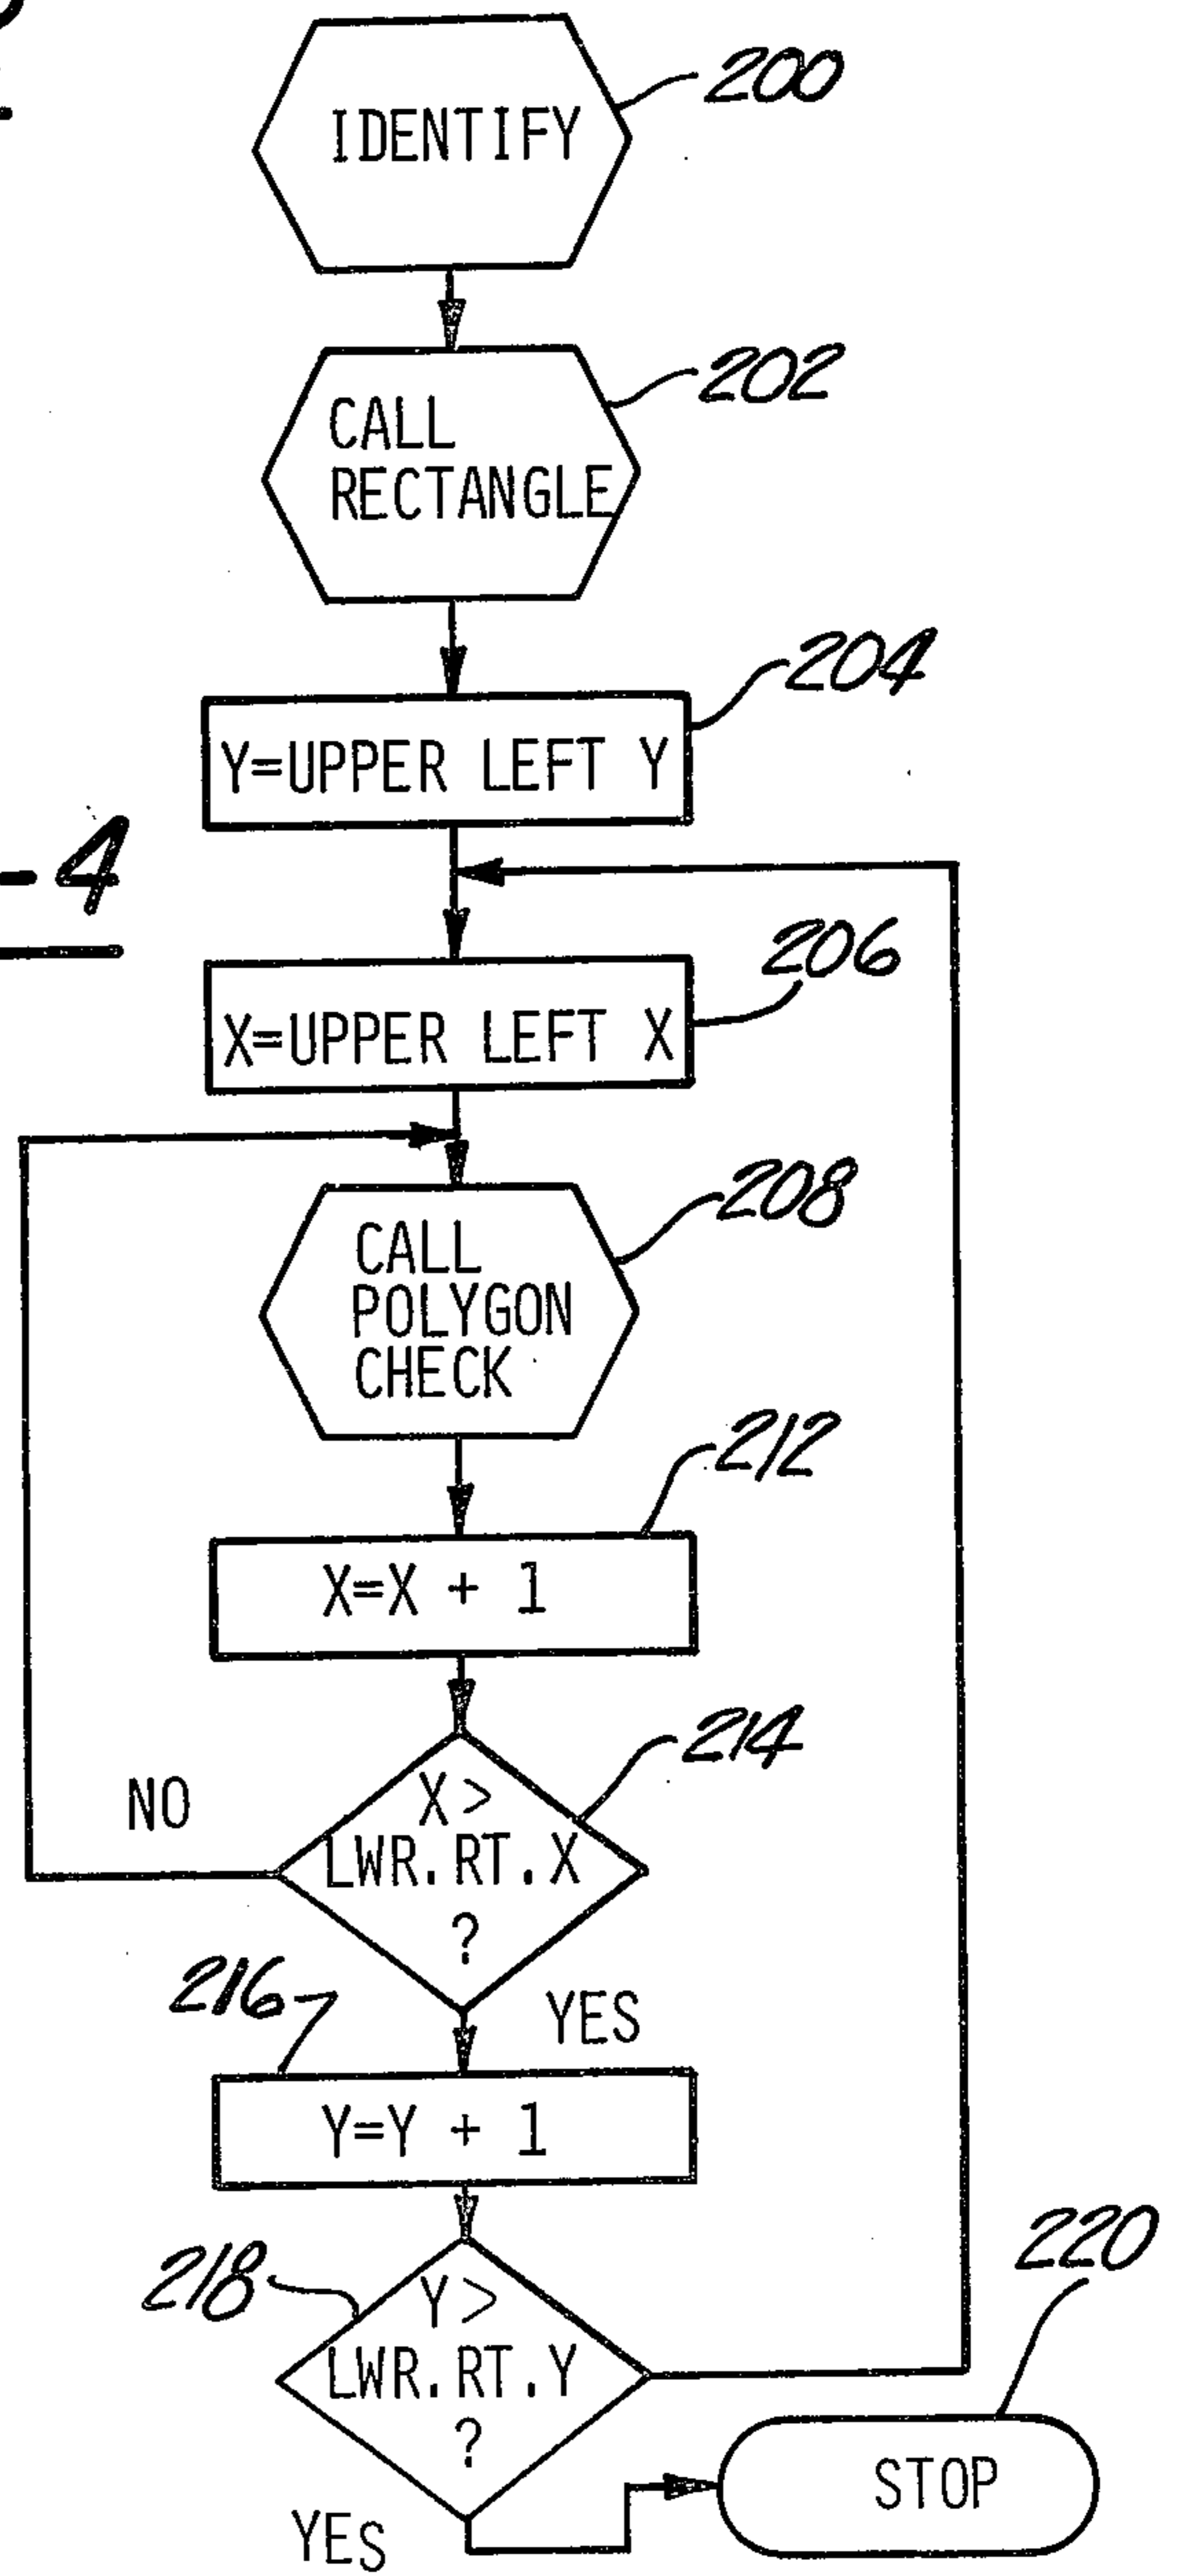 200
IDENTIFY
202
CALL
RECTANGLE
204
Y=UPPER LEFT Y
-4
206
X=UPPER LEFT X
208
CALL
POLYGON
CHECK
212
X=X + 1
214
X >
LWR.RT.X
?
NO
216
YES
Y=Y + 1
218
Y >
LWR.RT.Y
?
220
STOP
YES